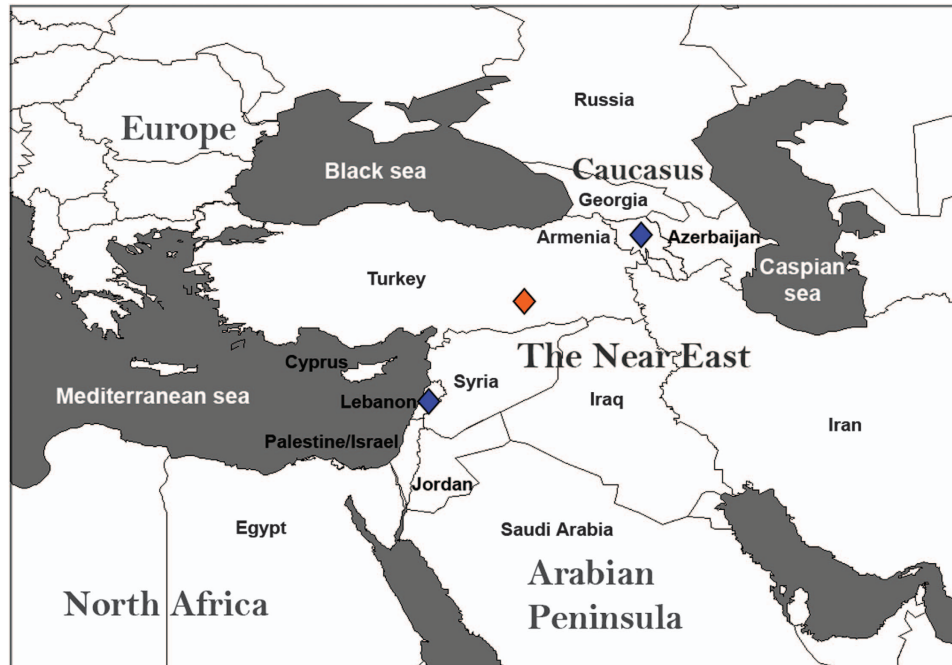 Russia
Europe
Black sea
Caucasus
Georgia
Armenia
Azerbaijan
Caspian
sea
Turkey
The Near East
Cyprus
Syria
Mediterranean sea
Lebanon
Iraq
Iran
Palestine/Israel
Jordan
Egypt
Saudi Arabia
Arabian
Peninsula
North Africa